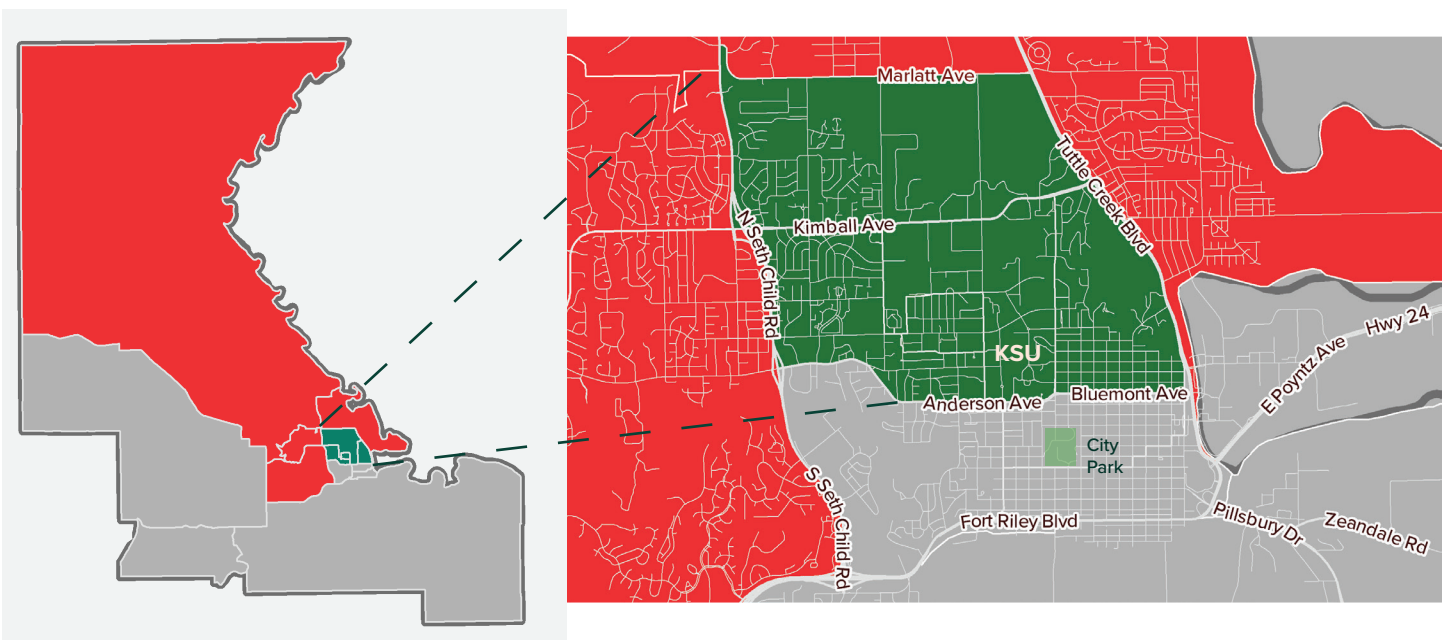 Marlatt Ave
Tuttle Creek Blvd
N Seth Child Rd
Kimball Ave
Hwy 24
KSU
E Poyntz Ave
Anderson Ave
Bluemont Ave
City
Park
S Seth Child Rd
Fort Riley Blvd
Pillsbury Dr
Zeandale Rd